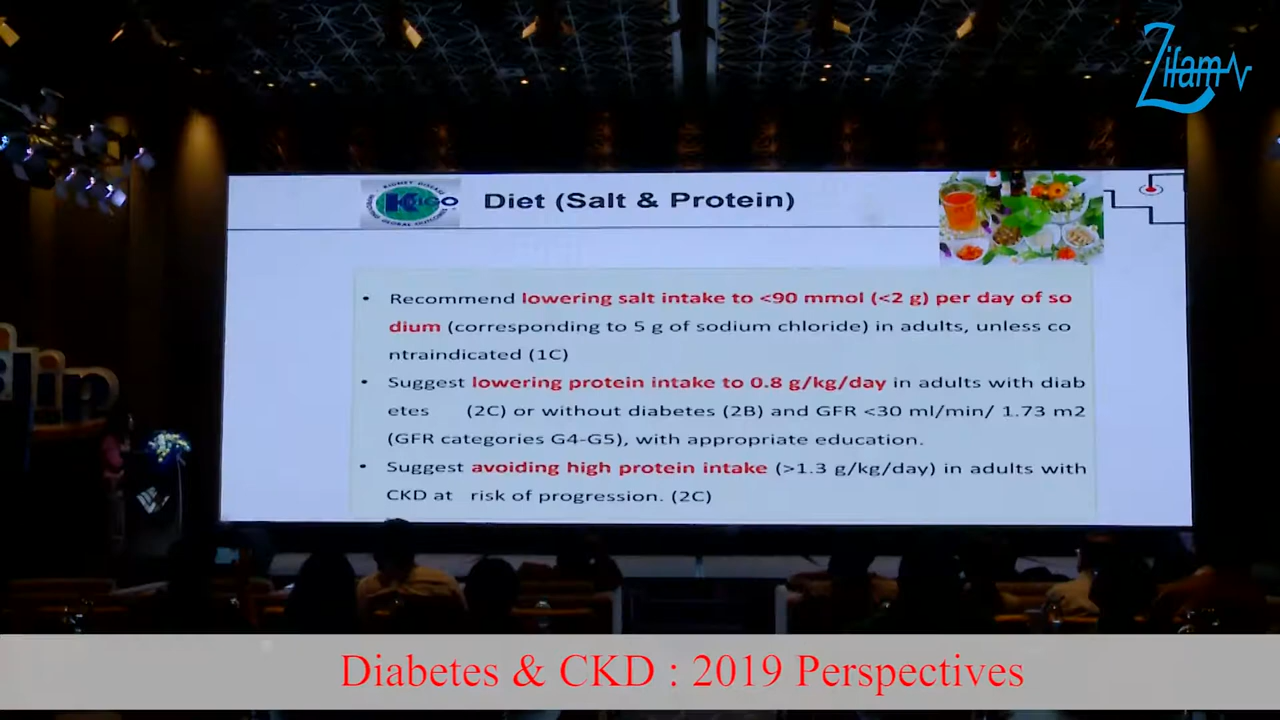 Zifam
Diet (Salt & Protein)
• Recommend lowering salt intake to <90 mmol (<2 g) per day of so
dium (corresponding to 5 g of sodium chloride) in adults, unless co
ntraindicated (1C)
• Suggest lowering protein intake to 0.8 g/kg/day in adults with diab
etes (2C) or without diabetes (2B) and GFR <30 ml/min/ 1.73 m2
(GFR categories G4-G5), with appropriate education.
• Suggest avoiding high protein intake (>1.3 g/kg/day) in adults with
CKD at risk of progression. (2C)
Diabetes & CKD : 2019 Perspectives